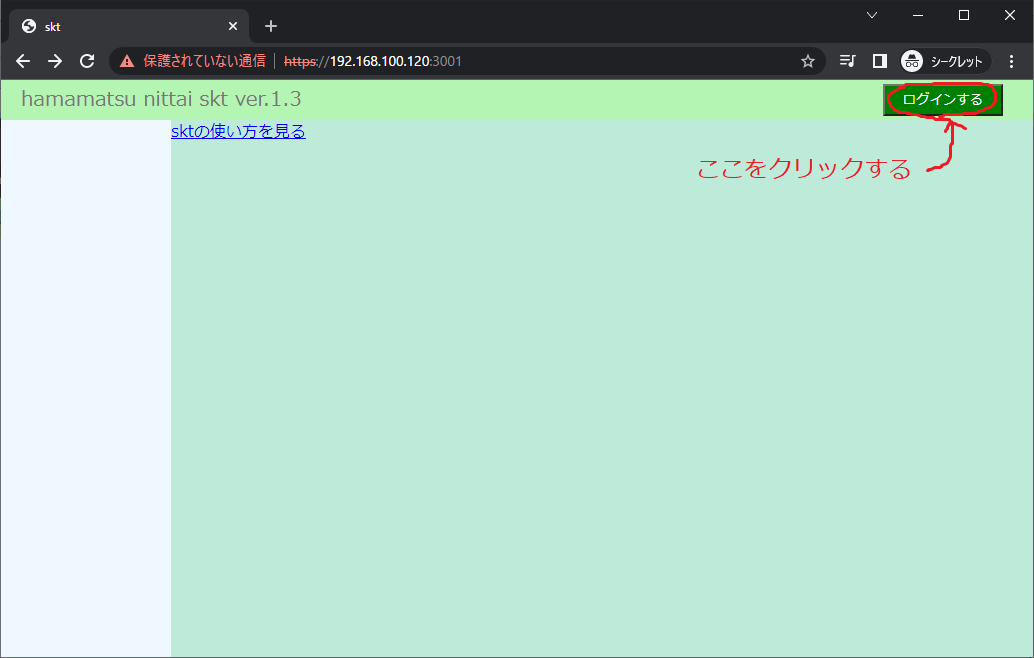 skt
保護されていない通信 https://192.168.100.120:3001 シークレット
hamamatsu nittai skt ver.1.3 ログインする
sktの使い方を見る
ここをクリックする